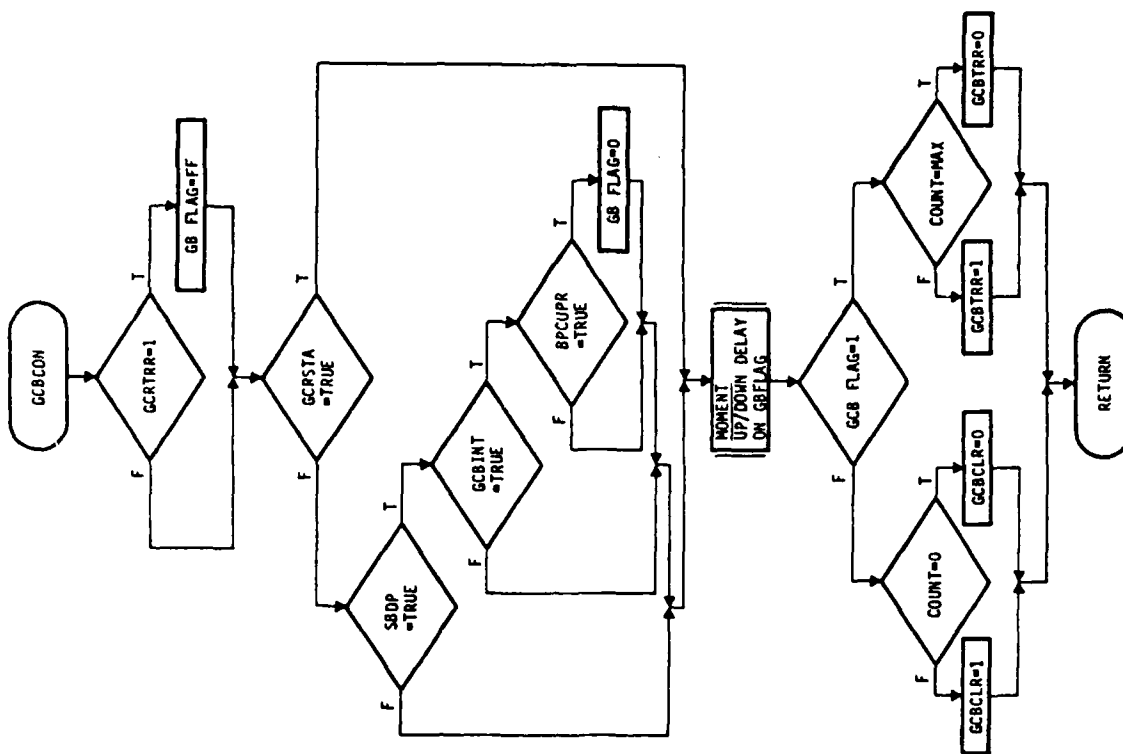 GCBCON
GCRTRR=1
F
T
GB FLAG=FF
GCRSTA
=TRUE
F
T
SBDP
=TRUE
F
T
GCBINT
=TRUE
F
T
BPCUPR
=TRUE
F
T
GB FLAG=0
MOMENT
UP/DOWN DELAY
ON GBFLAG
GCB FLAG=1
F
T
COUNT=0
F
T
GCBCLR=1
GCBCLR=0
COUNT=MAX
F
T
GCBTRR=1
GCBTRR=0
RETURN